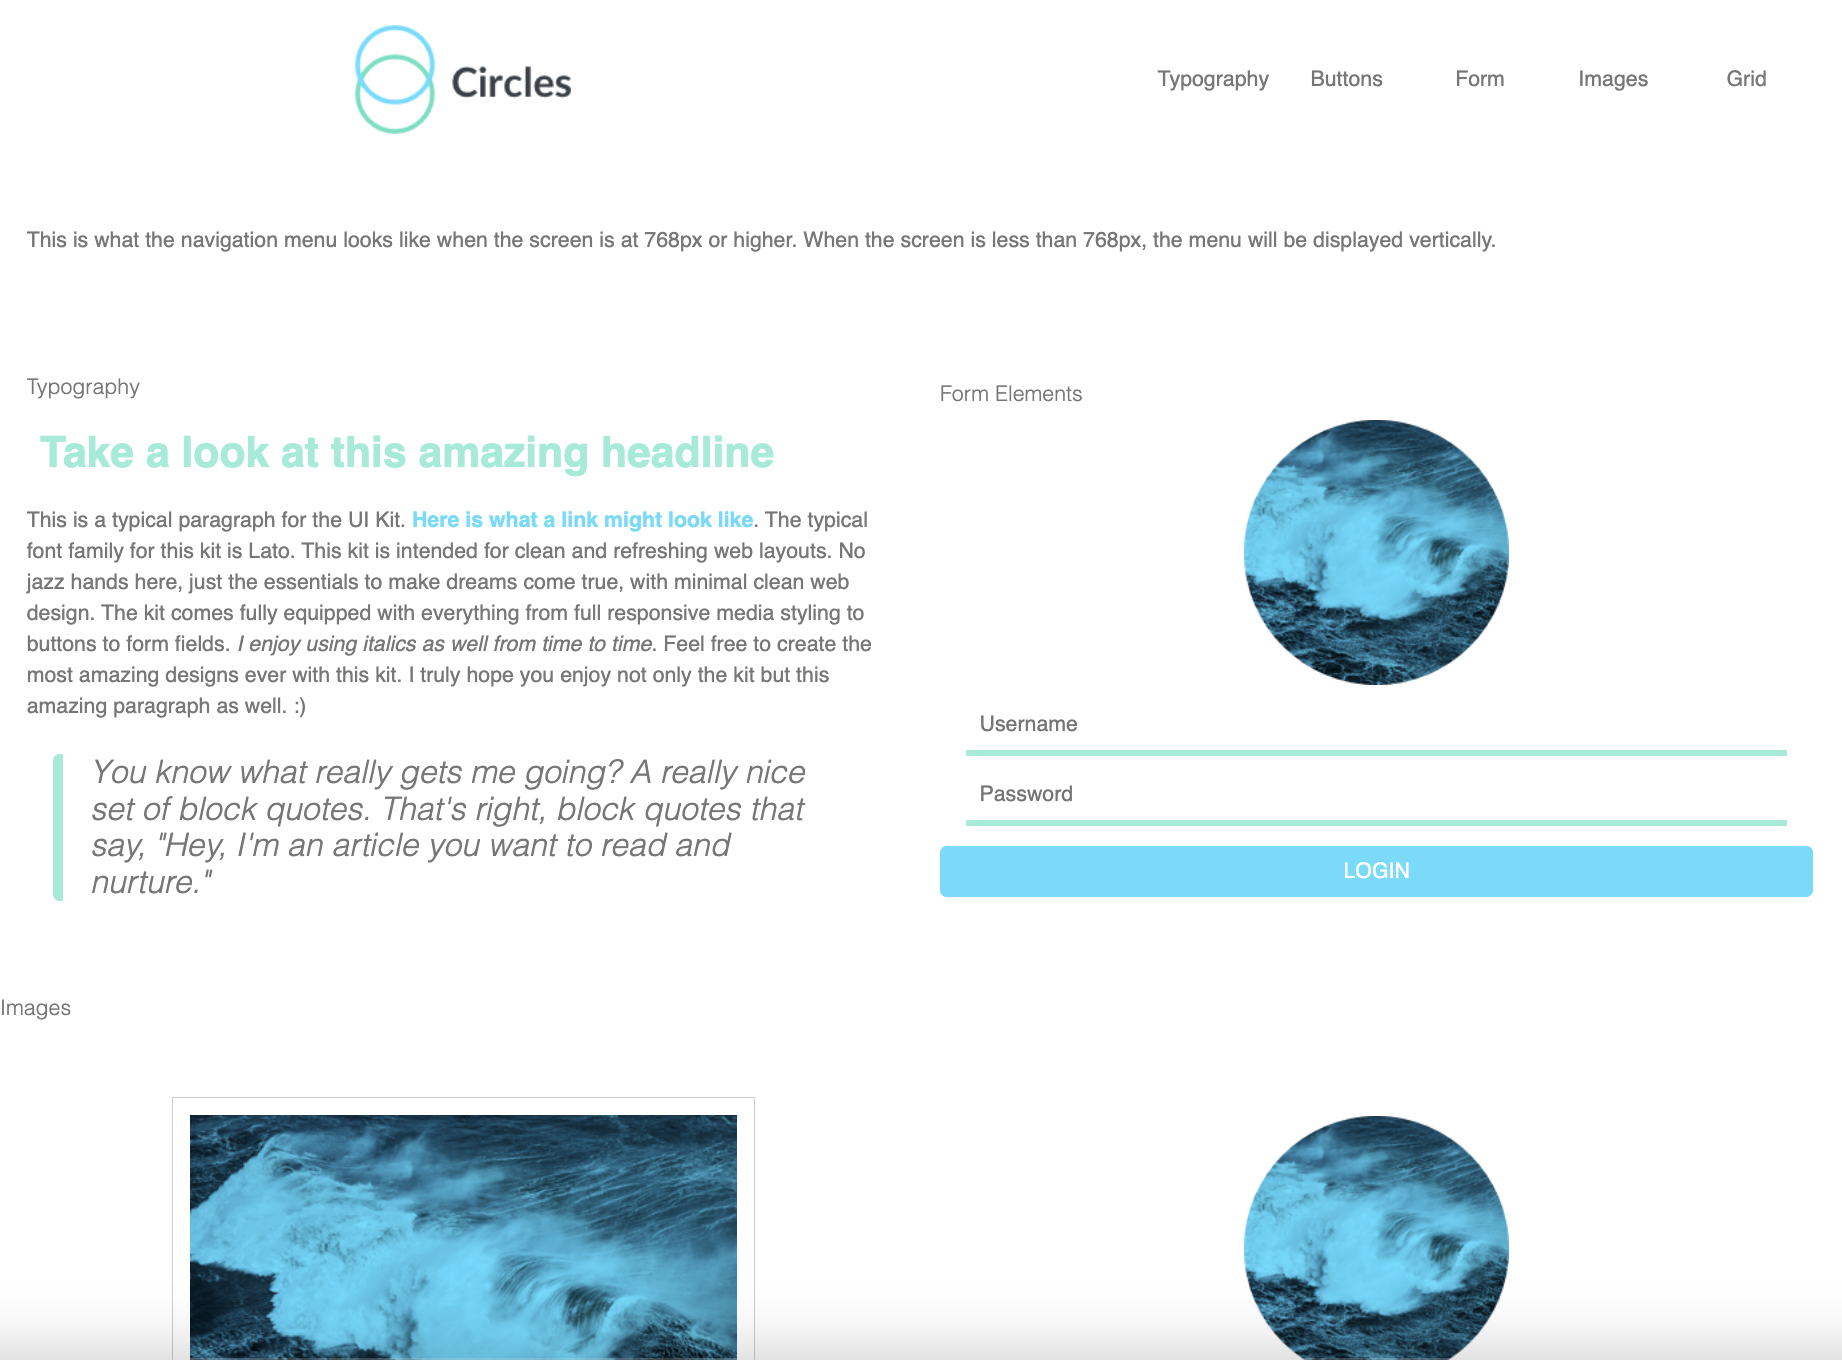 Circles
Typography Buttons Form Images Grid
This is what the navigation menu looks like when the screen is at 768px or higher. When the screen is less than 768px, the menu will be displayed vertically.
Typography
Take a look at this amazing headline
This is a typical paragraph for the UI Kit. Here is what a link might look like. The typical
font family for this kit is Lato. This kit is intended for clean and refreshing web layouts. No
jazz hands here, just the essentials to make dreams come true, with minimal clean web
design. The kit comes fully equipped with everything from full responsive media styling to
buttons to form fields. I enjoy using italics as well from time to time. Feel free to create the
most amazing designs ever with this kit. I truly hope you enjoy not only the kit but this
amazing paragraph as well. :)
You know what really gets me going? A really nice
set of block quotes. That's right, block quotes that
say, "Hey, I'm an article you want to read and
nurture."
Form Elements
Username
Password
LOGIN
Images